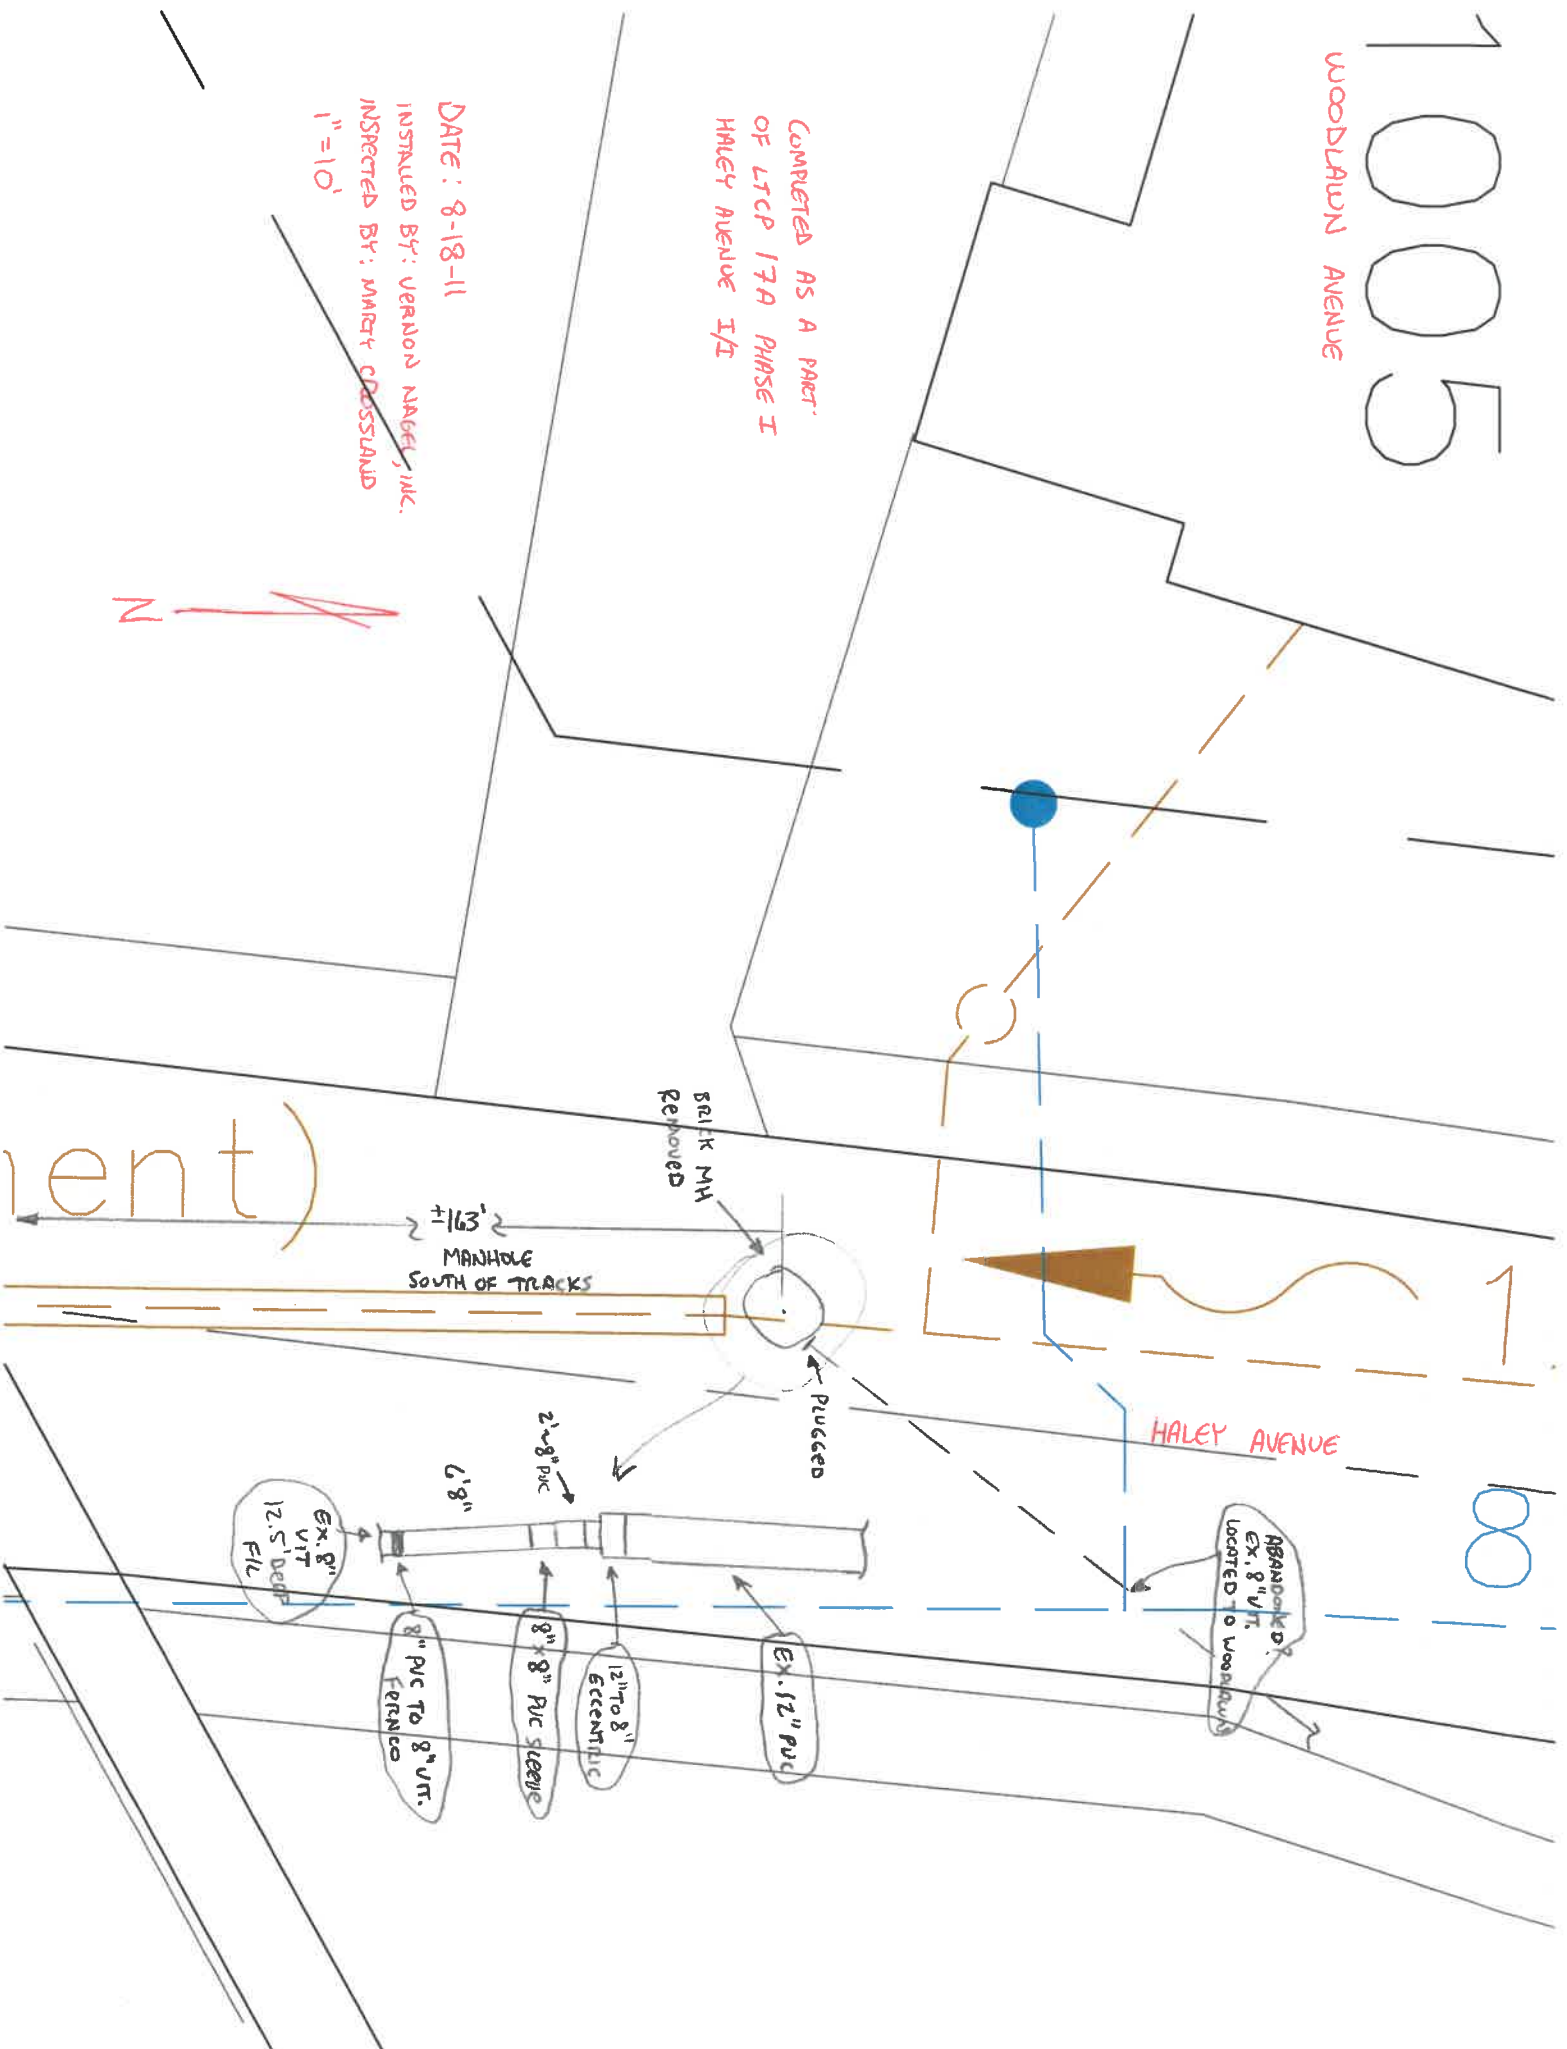 1005
WOODLAWN AVENUE
COMPLETED AS A PART
OF LTCP 17A PHASE I
HALEY AVENUE I/I
DATE: 8-18-11
INSTALLED BY: VERNON NAGEL, INC.
INSPECTED BY: MARTY CROSSLAND
1"=10'
N
BRICK MH
REMOVED
ment)
±163'
MANHOLE
SOUTH OF TRACKS
PLUGGED
1
HALEY AVENUE
8
2'~8" PVC
6'8"
EX. 8"
VIT
12.5' DEEP
F/L
8" PVC TO 8" VIT.
FERNCO
8" x 8" PVC SLEEVE
12" TO 8"
ECCENTRIC
EX. 12" PVC
ABANDONED?
EX. 8" VIT.
LOCATED TO WOODLAWN